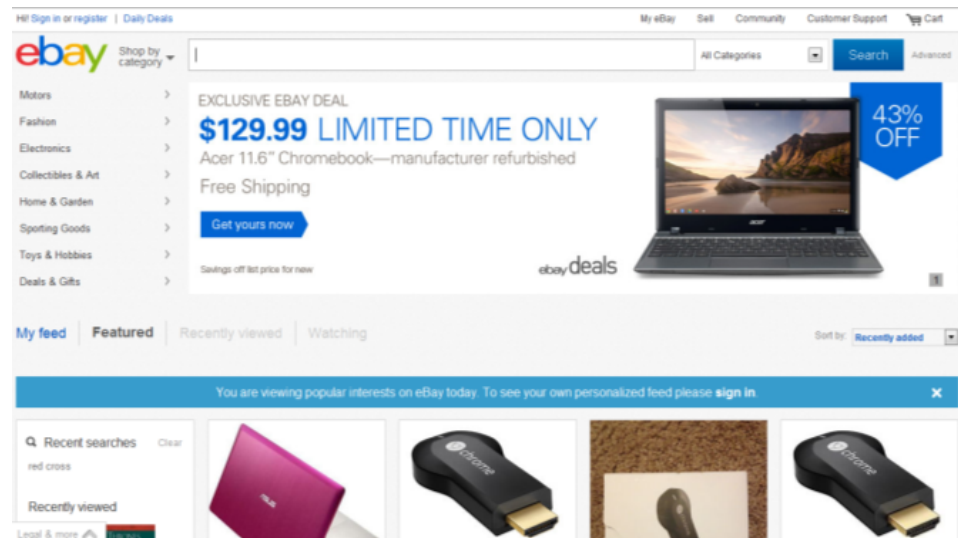 Hi! Sign in or register | Daily Deals
My eBay Sell Community Customer Support Cart
ebay Shop by category
All Categories Search Advanced
Motors
Fashion
Electronics
Collectibles & Art
Home & Garden
Sporting Goods
Toys & Hobbies
Deals & Gifts
EXCLUSIVE EBAY DEAL
$129.99 LIMITED TIME ONLY
Acer 11.6" Chromebook—manufacturer refurbished
Free Shipping
Get yours now
Savings off list price for new
ebay deals
43%
OFF
acer
1
My feed Featured Recently viewed Watching
Sort by: Recently added
You are viewing popular interests on eBay today. To see your own personalized feed please sign in.
Recent searches Clear
red cross
Recently viewed
Legal & more
ASUS
chrome
chrome